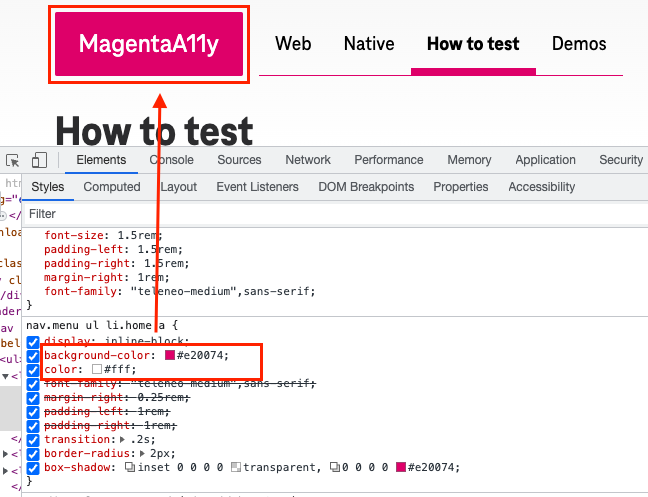 MagentaA11y
Web Native How to test Demos
How to test
Elements Console Sources Network Performance Memory Application Security
Styles Computed Layout Event Listeners DOM Breakpoints Properties Accessibility
Filter
font-size: 1.5rem;
padding-left: 1.5rem;
padding-right: 1.5rem;
margin-right: 1rem;
font-family: "teleneo-medium",sans-serif;
}
nav.menu ul li.home a {
display: inline-block;
background-color: #e20074;
color: #fff;
font-family: "teleneo-medium",sans-serif;
margin-right: 0.25rem;
padding-left: 1rem;
padding-right: 1rem;
transition: .2s;
border-radius: 2px;
box-shadow: inset 0 0 0 0 transparent, 0 0 0 0 #e20074;
}